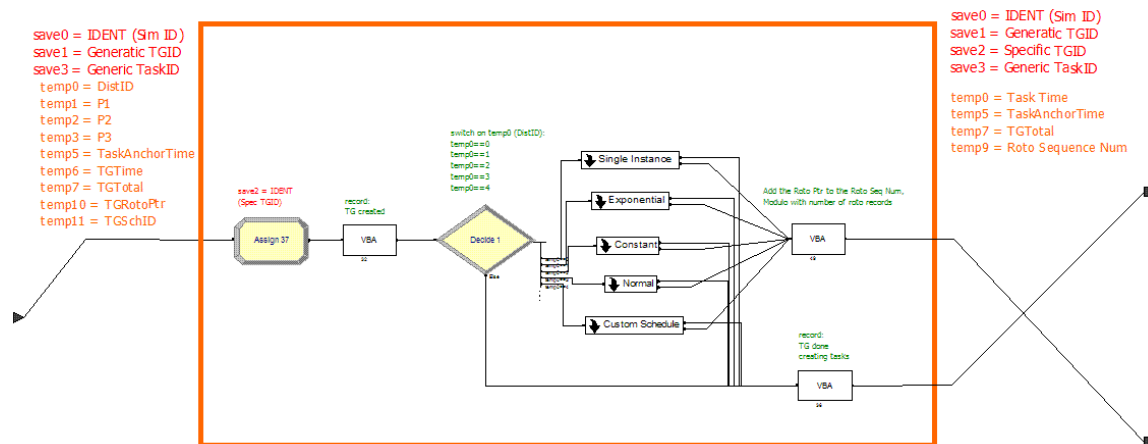 save0 = IDENT (Sim ID)
save1 = Generatic TGID
save3 = Generic TaskID
temp0 = DistID
temp1 = P1
temp2 = P2
temp3 = P3
temp5 = TaskAnchorTime
temp6 = TGTime
temp7 = TGTotal
temp10 = TGRotoPtr
temp11 = TGSchID
save2 = IDENT
(Spec TGID)
Assign 37
record:
TG created
VBA
switch on temp0 (DistID):
temp0==0
temp0==1
temp0==2
temp0==3
temp0==4
Decide 1
Else
Single Instance
Exponential
Constant
Normal
Custom Schedule
Add the Roto Ptr to the Roto Seq Num,
Modulo with number of roto records
VBA
record:
TG done
creating tasks
VBA
save0 = IDENT (Sim ID)
save1 = Generatic TGID
save2 = Specific TGID
save3 = Generic TaskID
temp0 = Task Time
temp5 = TaskAnchorTime
temp7 = TGTotal
temp9 = Roto Sequence Num